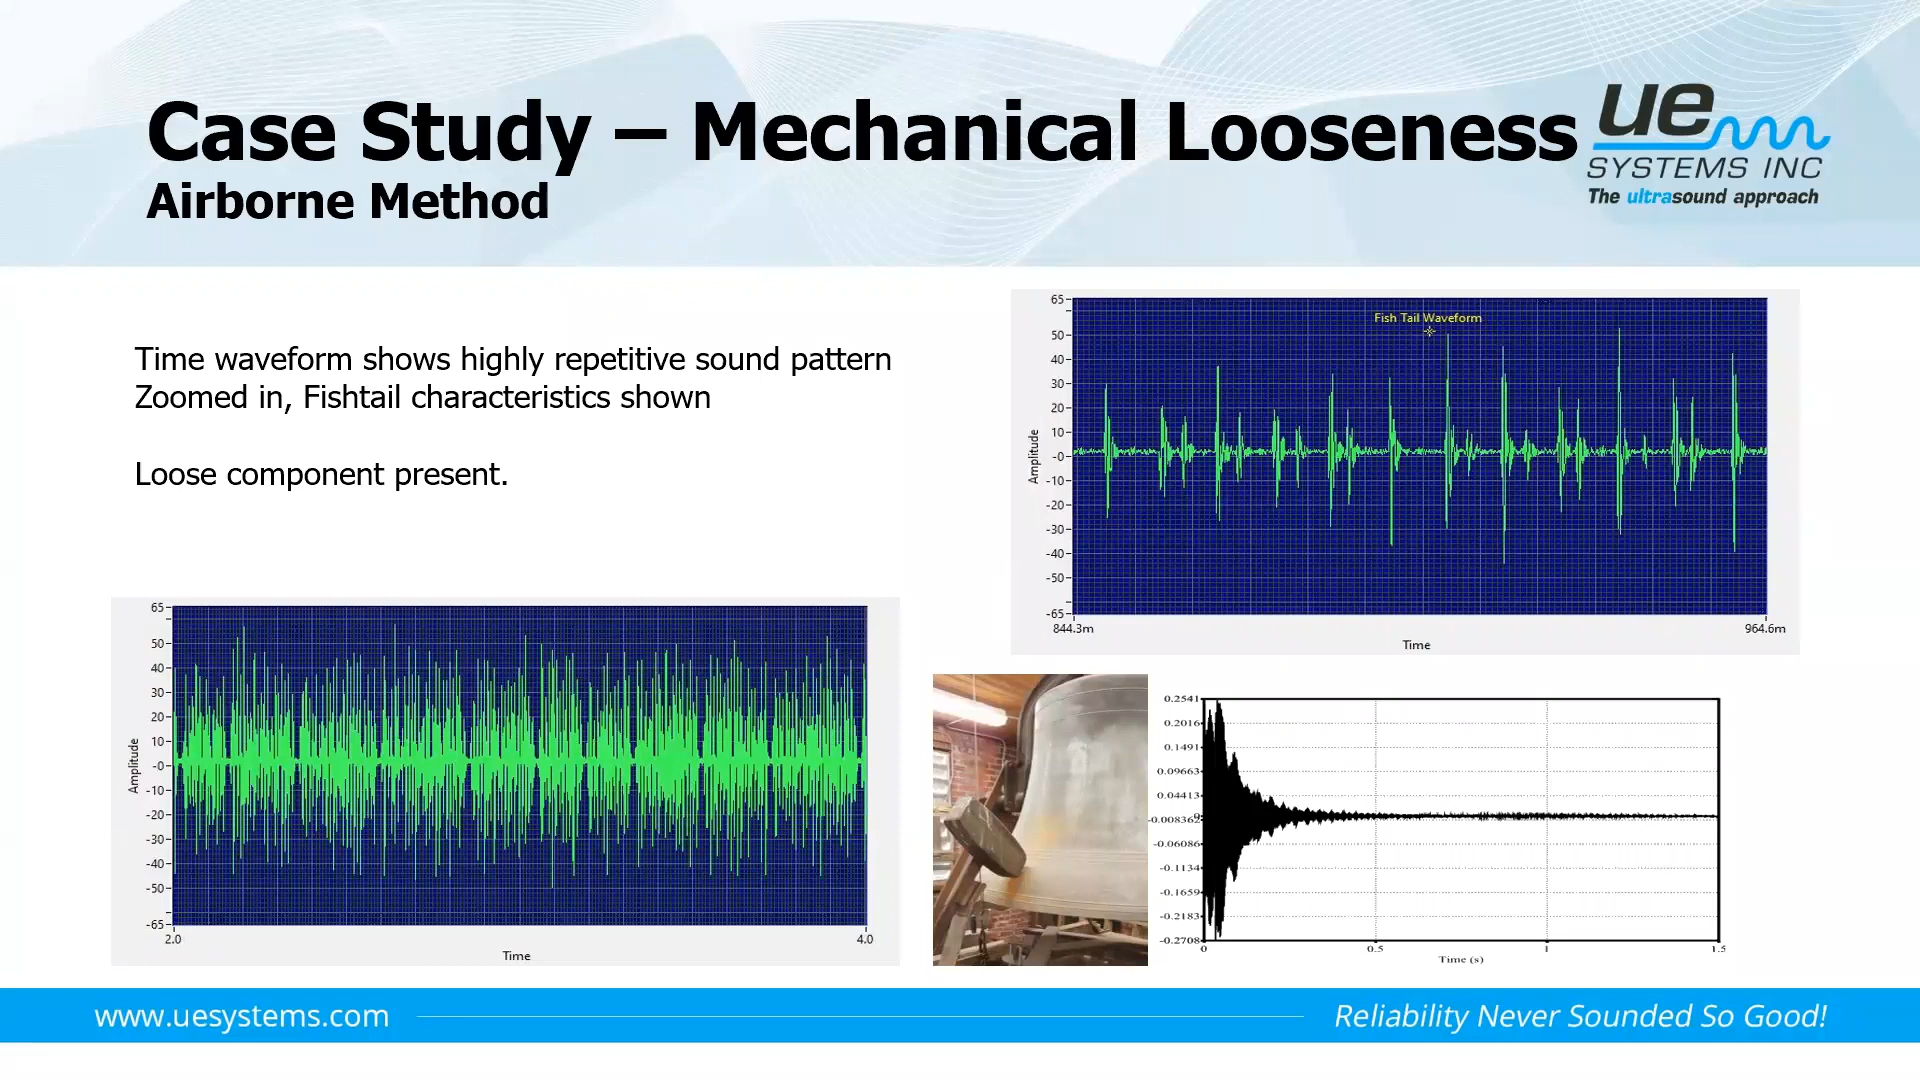 Case Study – Mechanical Looseness
Airborne Method
ue
SYSTEMS INC
The ultrasound approach
Time waveform shows highly repetitive sound pattern
Zoomed in, Fishtail characteristics shown
Loose component present.
Fish Tail Waveform
65
50
40
30
20
10
-0
-10
-20
-30
-40
-50
-65
Amplitude
844.3m
964.6m
Time
65
50
40
30
20
10
-0
-10
-20
-30
-40
-50
-65
Amplitude
2.0
4.0
Time
0.2541
0.2016
0.1491
0.09663
0.04413
0
-0.008362
-0.06086
-0.1134
-0.1659
-0.2183
-0.2708
0
0.5
1
1.5
Time (s)
www.uesystems.com
Reliability Never Sounded So Good!